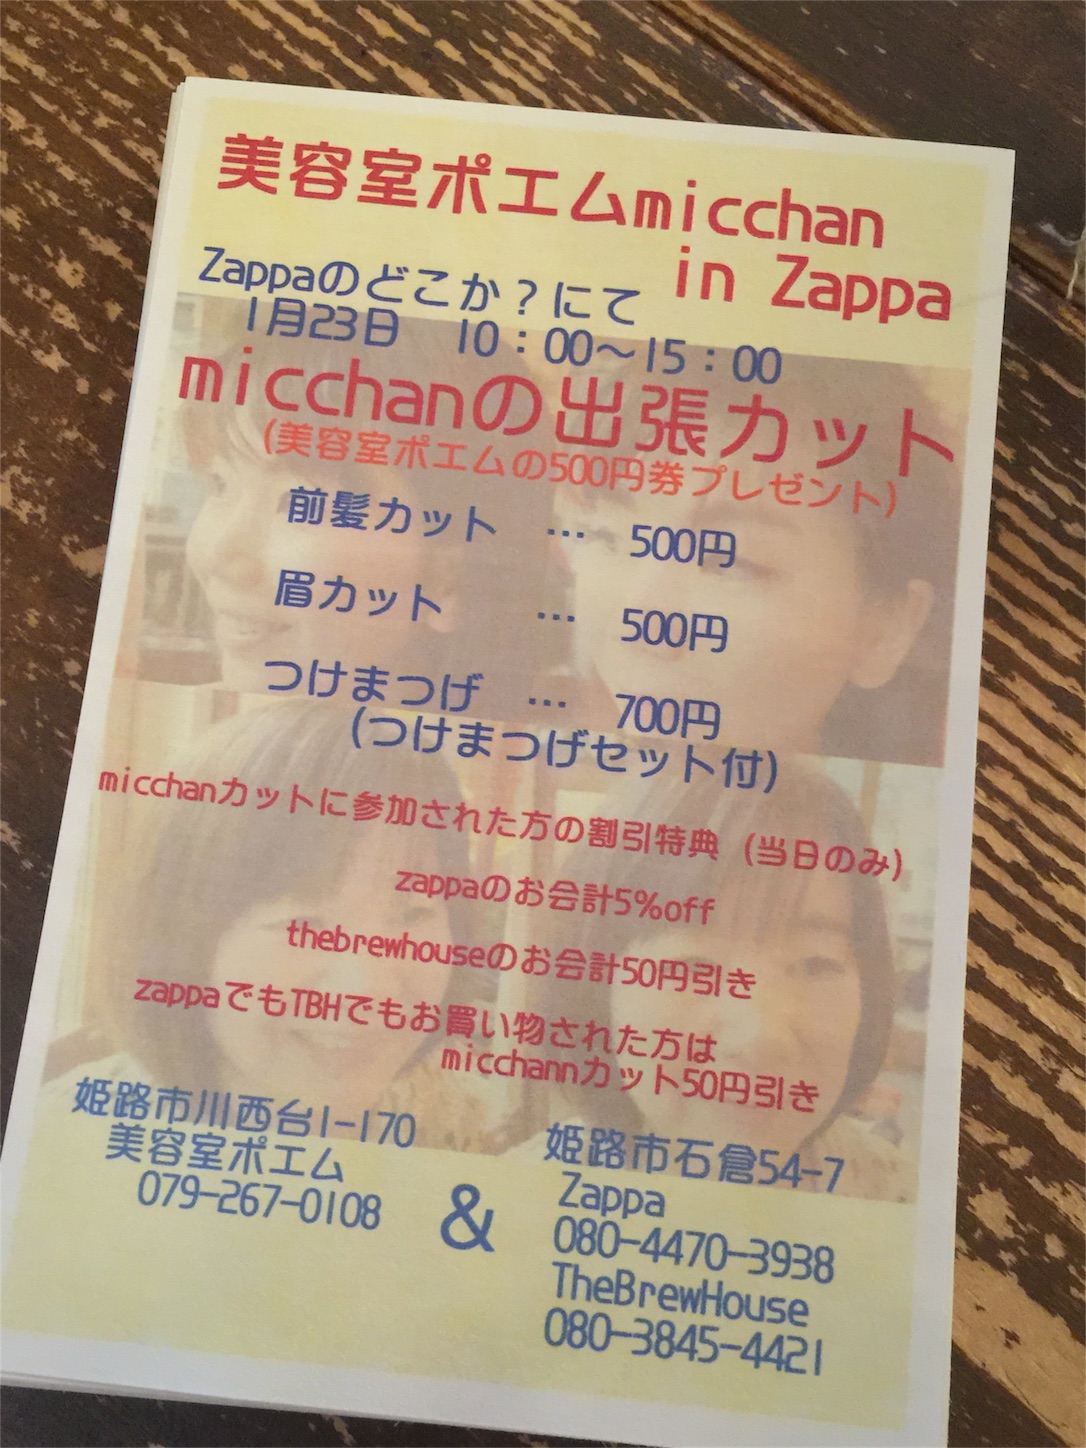 美容室ポエムmicchan
in Zappa
Zappaのどこか？にて
1月23日　10：00～15：00
micchanの出張カット
(美容室ポエムの500円券プレゼント)
前髪カット　…　500円
眉カット　…　500円
つけまつげ　…　700円
(つけまつげセット付)
micchanカットに参加された方の割引特典 (当日のみ)
zappaのお会計5%off
thebrewhouseのお会計50円引き
zappaでもTBHでもお買い物された方は
micchannカット50円引き
姫路市川西台1-170
美容室ポエム
079-267-0108
&
姫路市石倉54-7
Zappa
080-4470-3938
TheBrewHouse
080-3845-4421